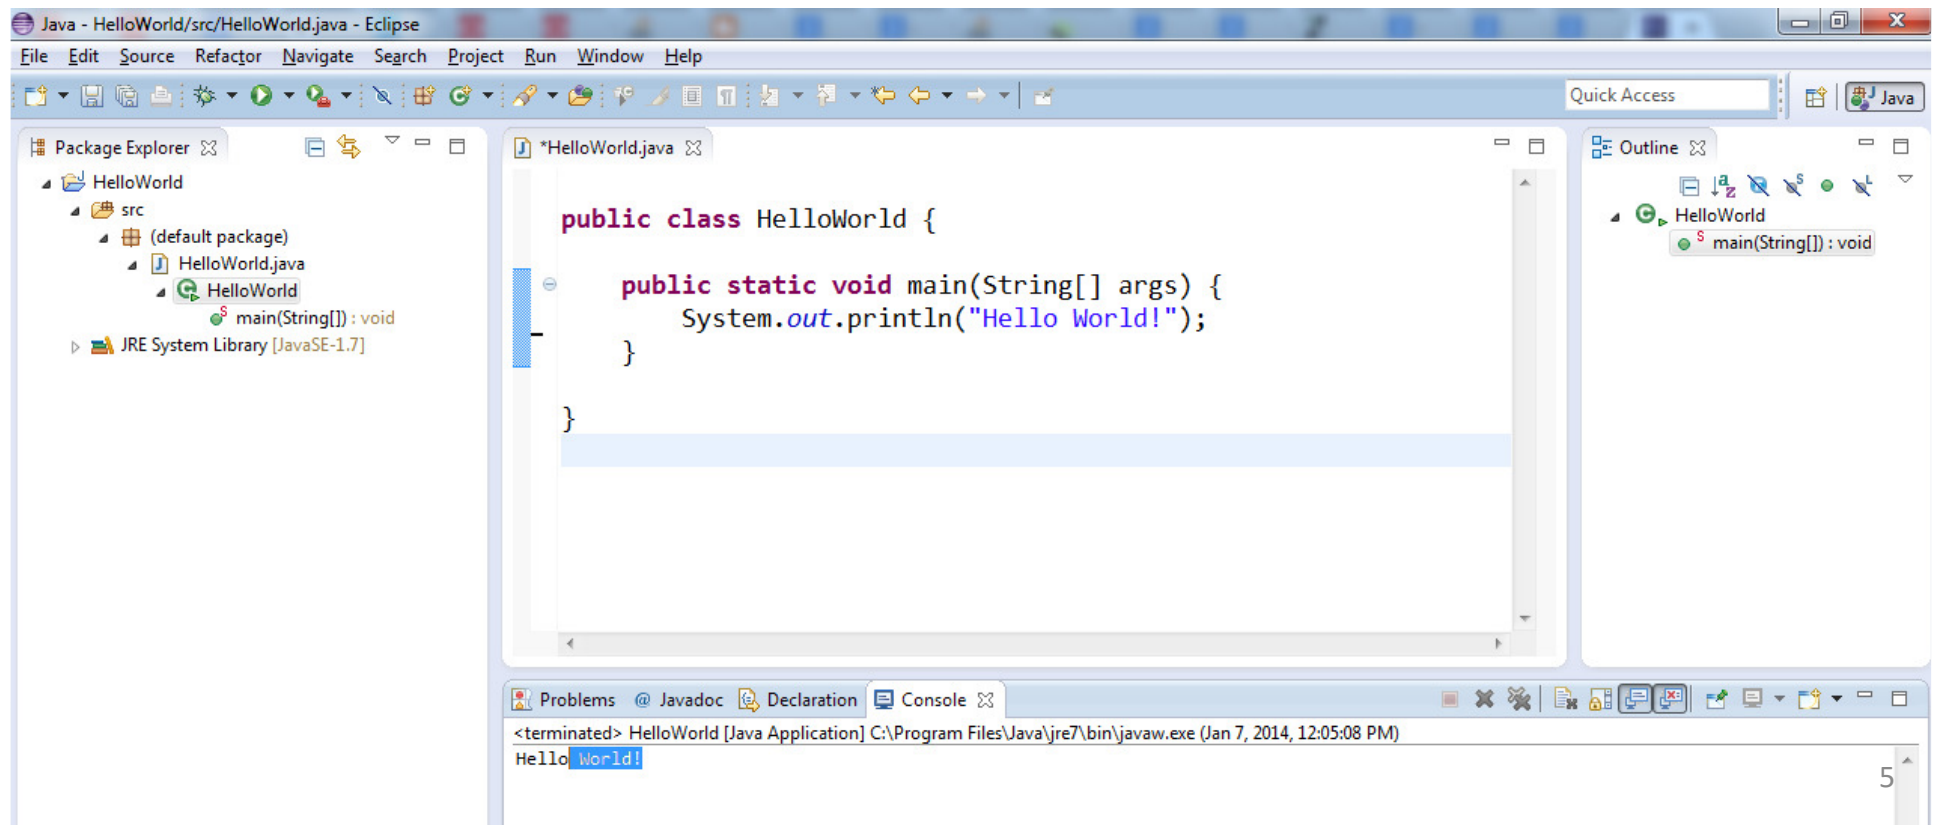 Java - HelloWorld/src/HelloWorld.java - Eclipse
File Edit Source Refactor Navigate Search Project Run Window Help
Quick Access
Java
Package Explorer
HelloWorld
src
(default package)
HelloWorld.java
HelloWorld
main(String[]) : void
JRE System Library [JavaSE-1.7]
*HelloWorld.java
public class HelloWorld {
public static void main(String[] args) {
System.out.println("Hello World!");
}
}
Outline
HelloWorld
main(String[]) : void
Problems @ Javadoc Declaration Console
<terminated> HelloWorld [Java Application] C:\Program Files\Java\jre7\bin\javaw.exe (Jan 7, 2014, 12:05:08 PM)
Hello World!
5